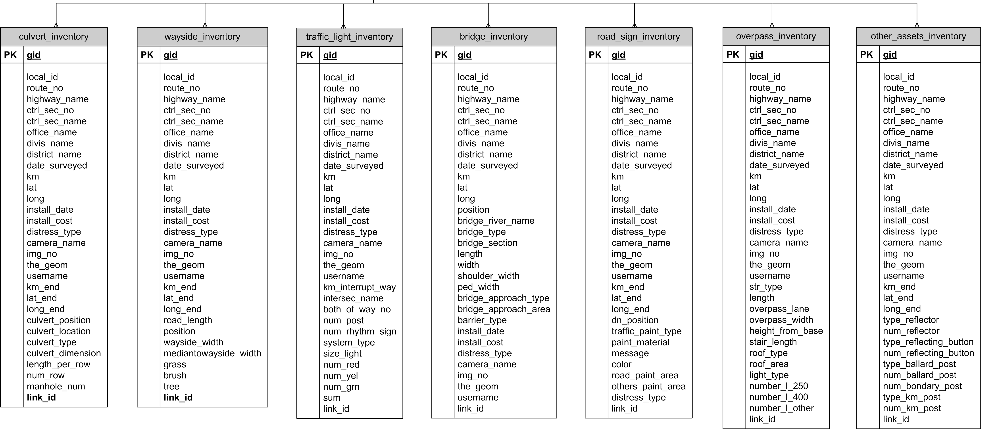 culvert_inventory
PK gid
local_id
route_no
highway_name
ctrl_sec_no
ctrl_sec_name
office_name
divis_name
district_name
date_surveyed
km
lat
long
install_date
install_cost
distress_type
camera_name
img_no
the_geom
username
km_end
lat_end
long_end
culvert_position
culvert_location
culvert_type
culvert_dimension
length_per_row
num_row
manhole_num
link_id
wayside_inventory
PK gid
local_id
route_no
highway_name
ctrl_sec_no
ctrl_sec_name
office_name
divis_name
district_name
date_surveyed
km
lat
long
install_date
install_cost
distress_type
camera_name
img_no
the_geom
username
km_end
lat_end
long_end
road_length
position
wayside_width
mediantowayside_width
grass
brush
tree
link_id
traffic_light_inventory
PK gid
local_id
route_no
highway_name
ctrl_sec_no
ctrl_sec_name
office_name
divis_name
district_name
date_surveyed
km
lat
long
install_date
install_cost
distress_type
camera_name
img_no
the_geom
username
km_interrupt_way
intersec_name
both_of_way_no
num_post
num_rhythm_sign
system_type
size_light
num_red
num_yel
num_grn
sum
link_id
bridge_inventory
PK gid
local_id
route_no
highway_name
ctrl_sec_no
ctrl_sec_name
office_name
divis_name
district_name
date_surveyed
km
lat
long
position
bridge_river_name
bridge_type
bridge_section
length
width
shoulder_width
ped_width
bridge_approach_type
bridge_approach_area
barrier_type
install_date
install_cost
distress_type
camera_name
img_no
the_geom
username
link_id
road_sign_inventory
PK gid
local_id
route_no
highway_name
ctrl_sec_no
ctrl_sec_name
office_name
divis_name
district_name
date_surveyed
km
lat
long
install_date
install_cost
distress_type
camera_name
img_no
the_geom
username
km_end
lat_end
long_end
dn_position
traffic_paint_type
paint_material
message
color
road_paint_area
others_paint_area
distress_type
link_id
overpass_inventory
PK gid
local_id
route_no
highway_name
ctrl_sec_no
ctrl_sec_name
office_name
divis_name
district_name
date_surveyed
km
lat
long
install_date
install_cost
distress_type
camera_name
img_no
the_geom
username
str_type
length
overpass_lane
overpass_width
height_from_base
stair_length
roof_type
roof_area
light_type
number_l_250
number_l_400
number_l_other
link_id
other_assets_inventory
PK gid
local_id
route_no
highway_name
ctrl_sec_no
ctrl_sec_name
office_name
divis_name
district_name
date_surveyed
km
lat
long
install_date
install_cost
distress_type
camera_name
img_no
the_geom
username
km_end
lat_end
long_end
type_reflector
num_reflector
type_reflecting_button
num_reflecting_button
type_ballard_post
num_ballard_post
num_bondary_post
type_km_post
num_km_post
link_id